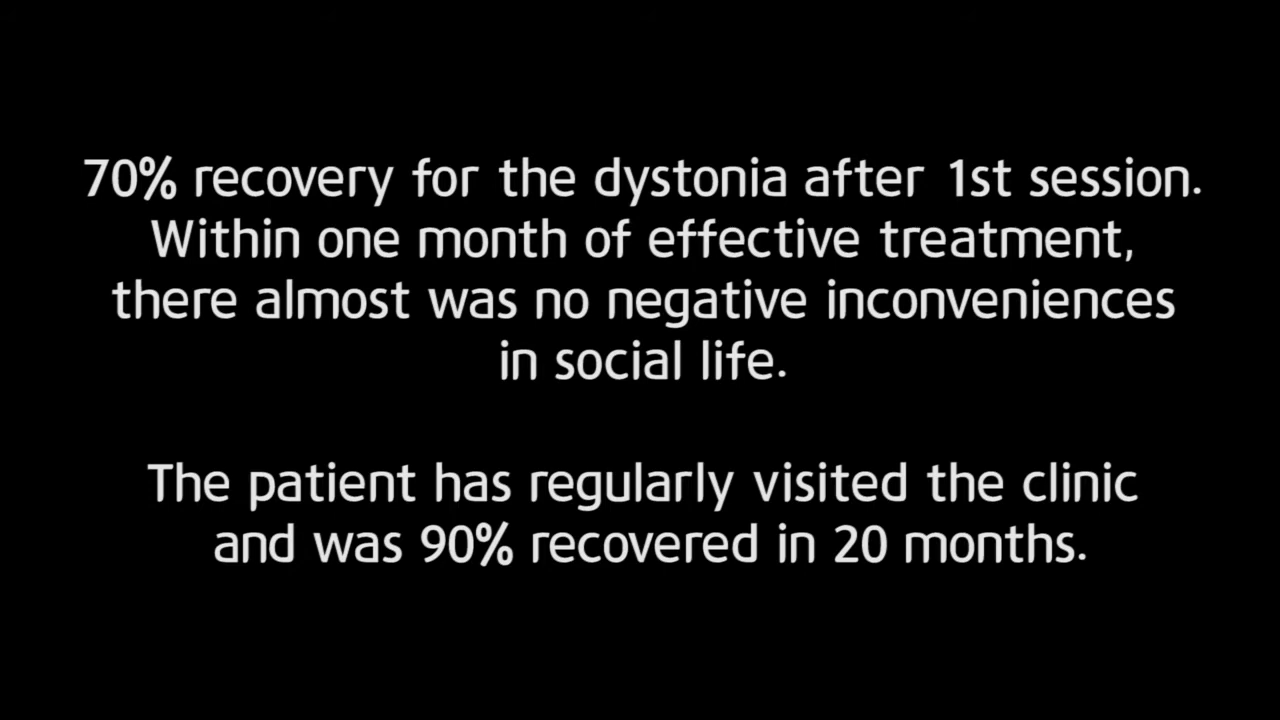 70% recovery for the dystonia after 1st session.
Within one month of effective treatment,
there almost was no negative inconveniences
in social life.
The patient has regularly visited the clinic
and was 90% recovered in 20 months.